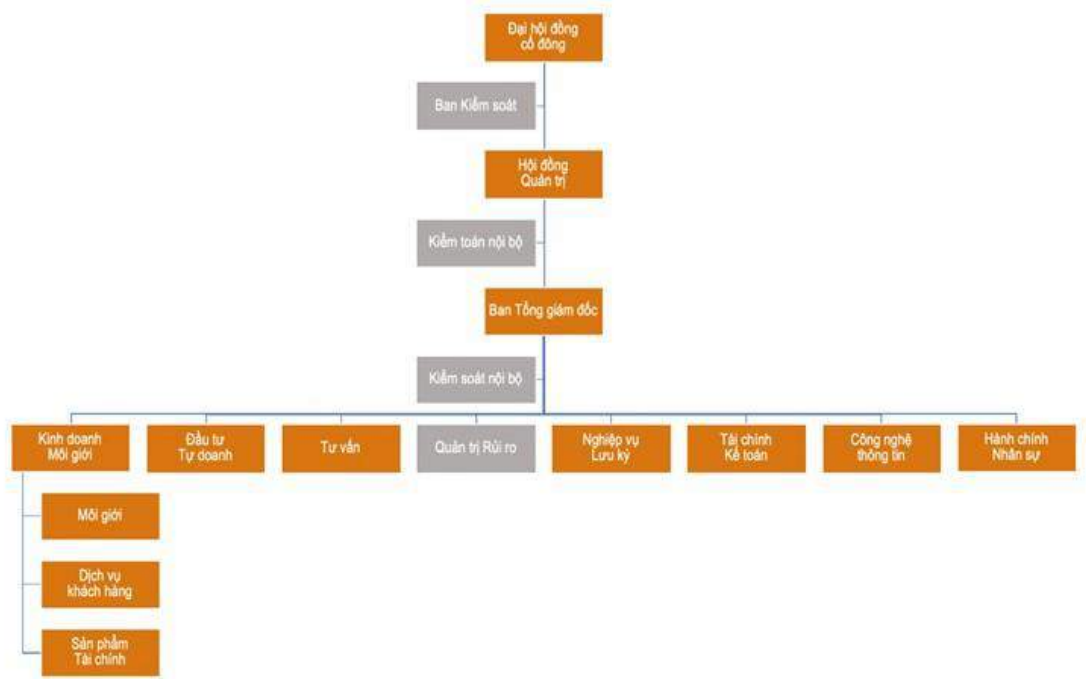 Đại hội đồng
cổ đông
Ban Kiểm soát
Hội đồng
Quản trị
Kiểm toán nội bộ
Ban Tổng giám đốc
Kiểm soát nội bộ
Kinh doanh
Môi giới
Đầu tư
Tự doanh
Tư vấn
Quản trị Rủi ro
Nghiệp vụ
Lưu ký
Tài chính
Kế toán
Công nghệ
thông tin
Hành chính
Nhân sự
Môi giới
Dịch vụ
khách hàng
Sản phẩm
Tài chính